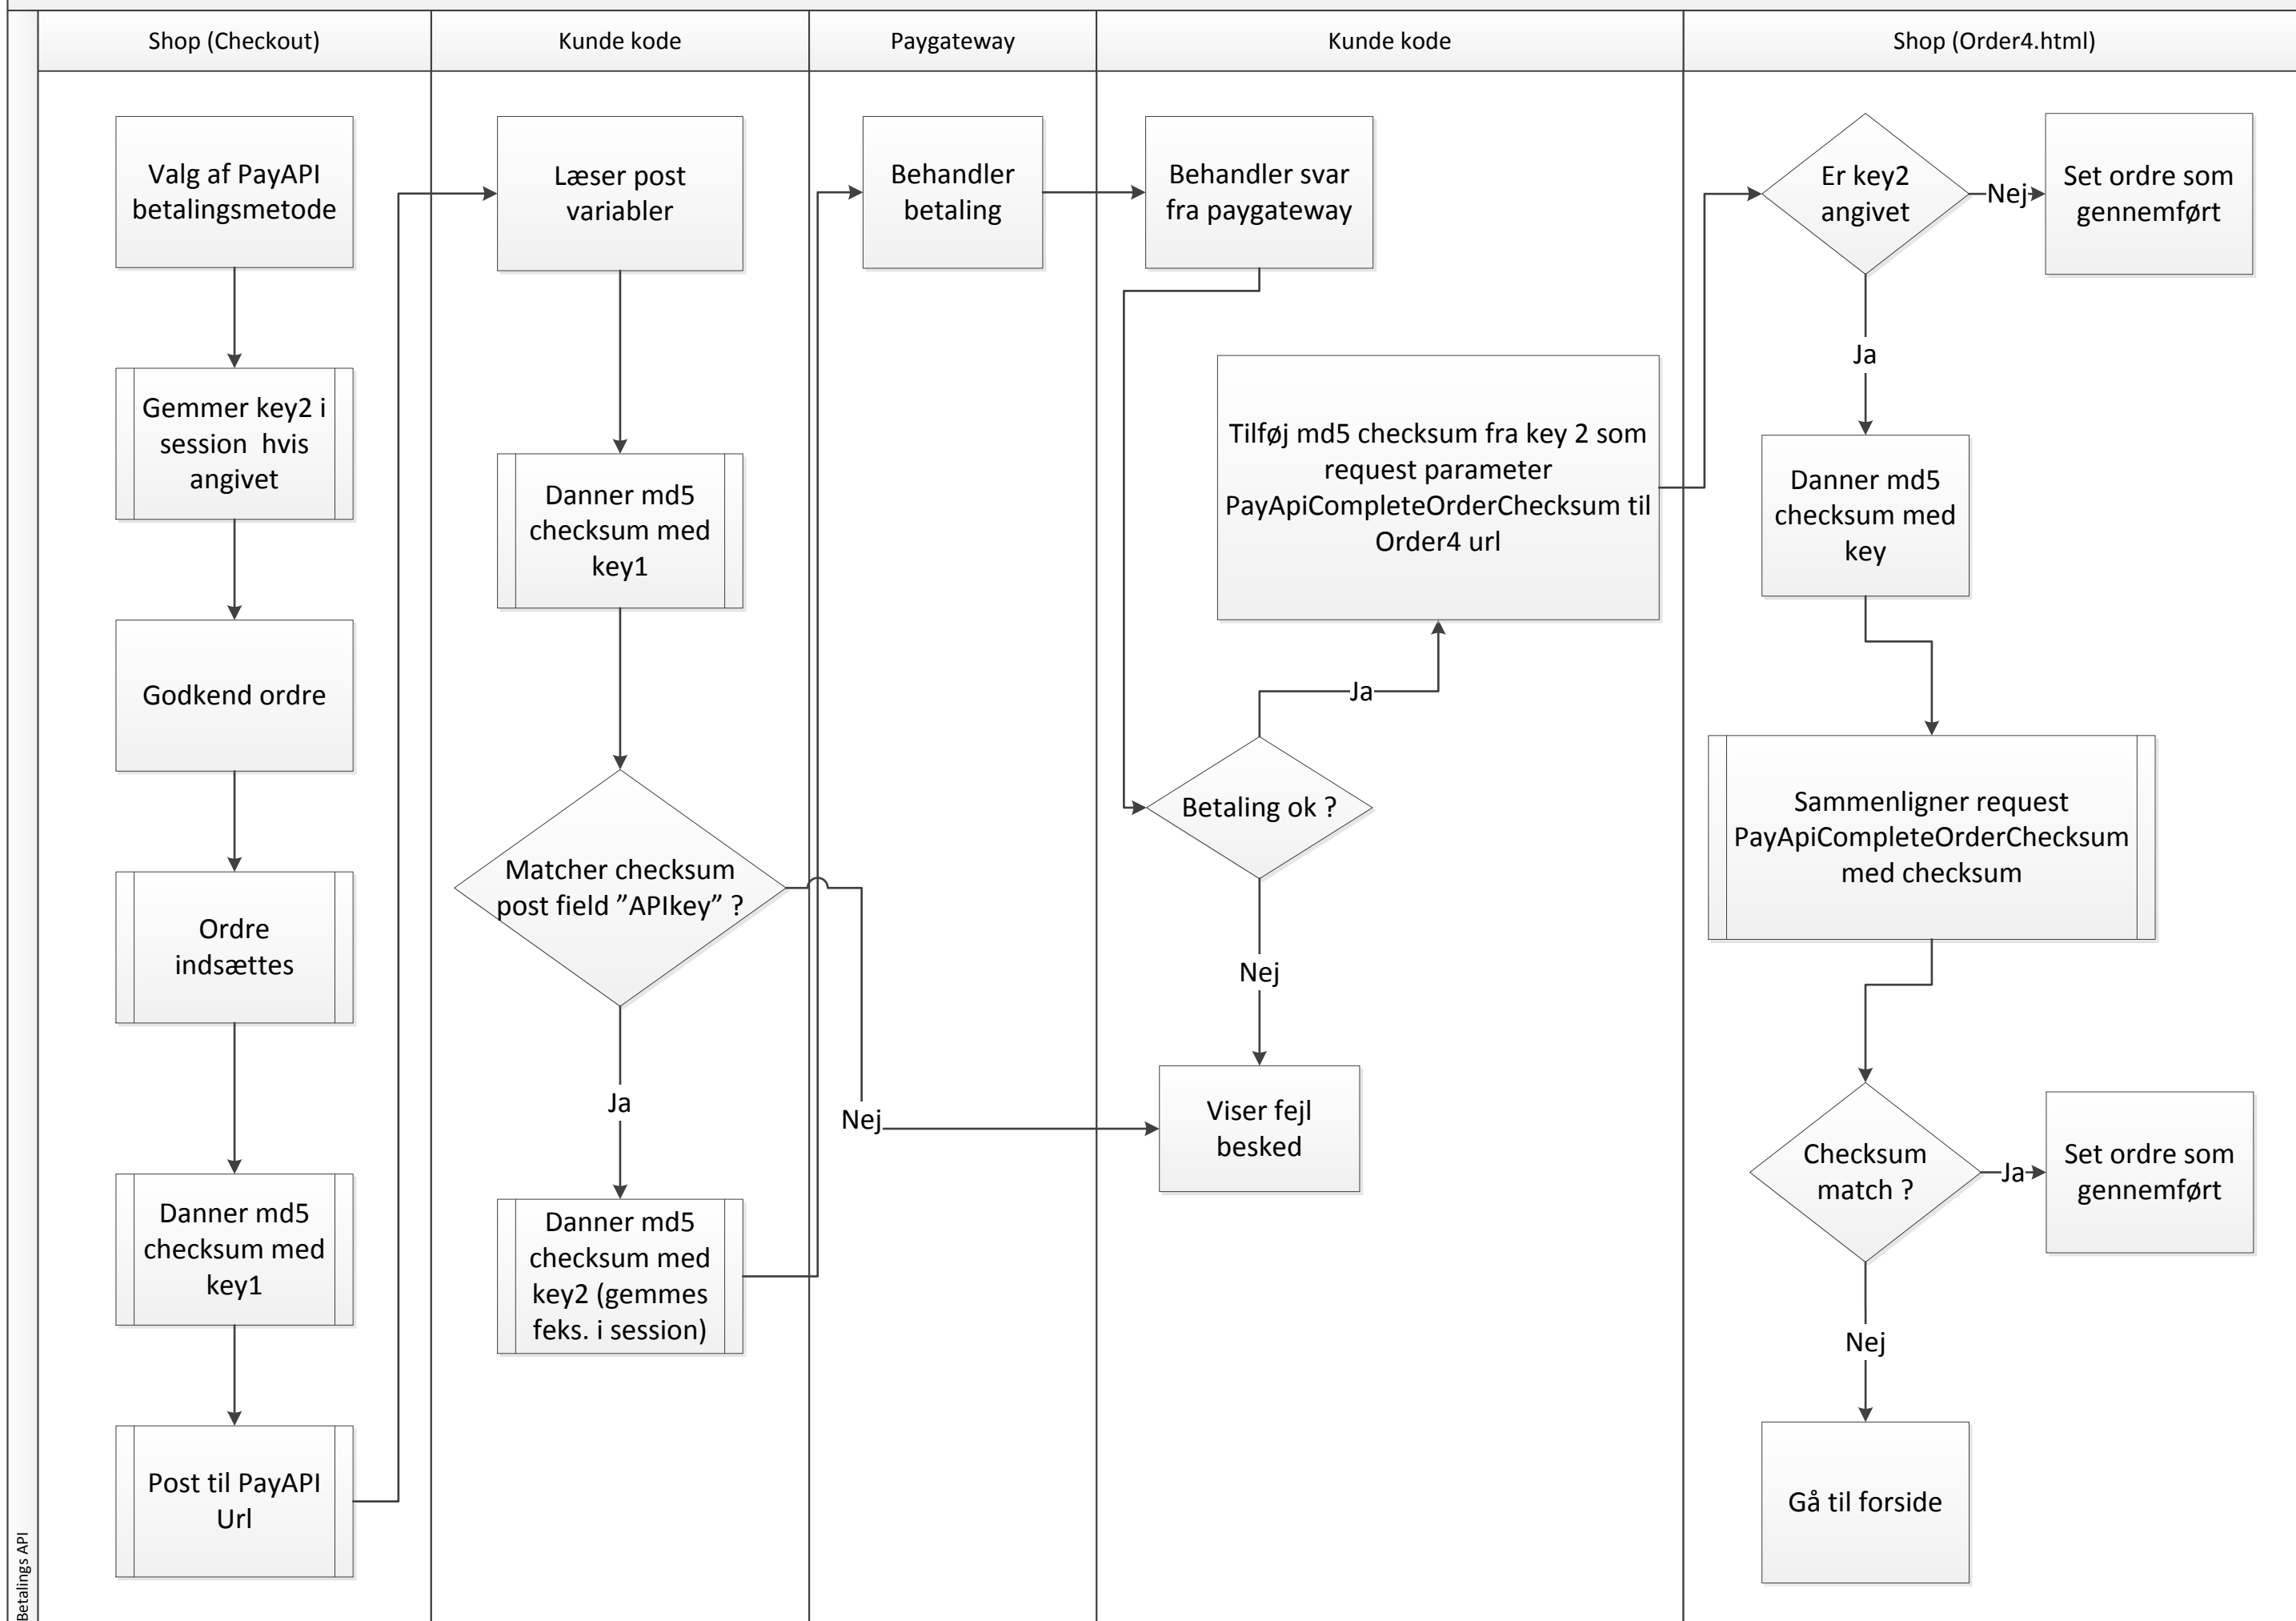 Shop (Checkout)
Kunde kode
Paygateway
Kunde kode
Shop (Order4.html)
Valg af PayAPI
betalingsmetode
Gemmer key2 i
session hvis
angivet
Godkend ordre
Ordre
indsættes
Danner md5
checksum med
key1
Post til PayAPI
Url
Læser post
variabler
Danner md5
checksum med
key1
Matcher checksum
post field ”APIkey” ?
Ja
Nej
Danner md5
checksum med
key2 (gemmes
feks. i session)
Behandler
betaling
Behandler svar
fra paygateway
Tilføj md5 checksum fra key 2 som
request parameter
PayApiCompleteOrderChecksum til
Order4 url
Ja
Betaling ok ?
Nej
Viser fejl
besked
Er key2
angivet
Nej
Set ordre som
gennemført
Ja
Danner md5
checksum med
key
Sammenligner request
PayApiCompleteOrderChecksum
med checksum
Checksum
match ?
Ja
Set ordre som
gennemført
Nej
Gå til forside
Betalings API